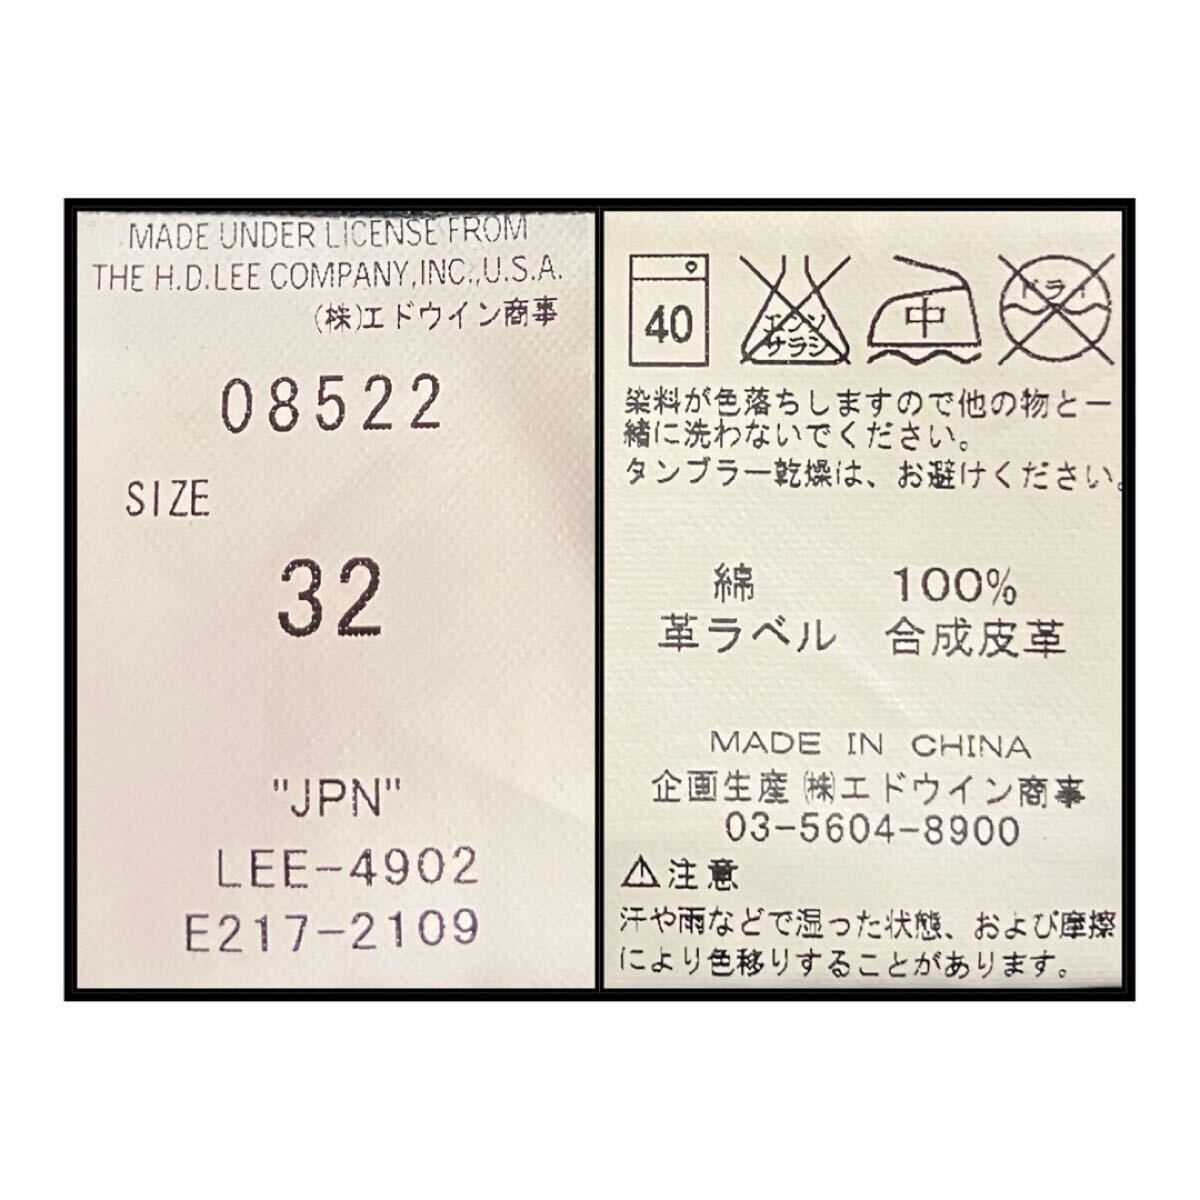 MADE UNDER LICENSE FROM
THE H.D.LEE COMPANY,INC.,U.S.A.
(株)エドウイン商事
08522
SIZE
32
"JPN"
LEE-4902
E217-2109
40
エンソ
サラシ
中
ドライ
染料が色落ちしますので他の物と一
緒に洗わないでください。
タンブラー乾燥は、お避けください。
綿 100%
革ラベル 合成皮革
MADE IN CHINA
企画生産 ㈱エドウイン商事
03-5604-8900
⚠注意
汗や雨などで湿った状態、および摩擦
により色移りすることがあります。